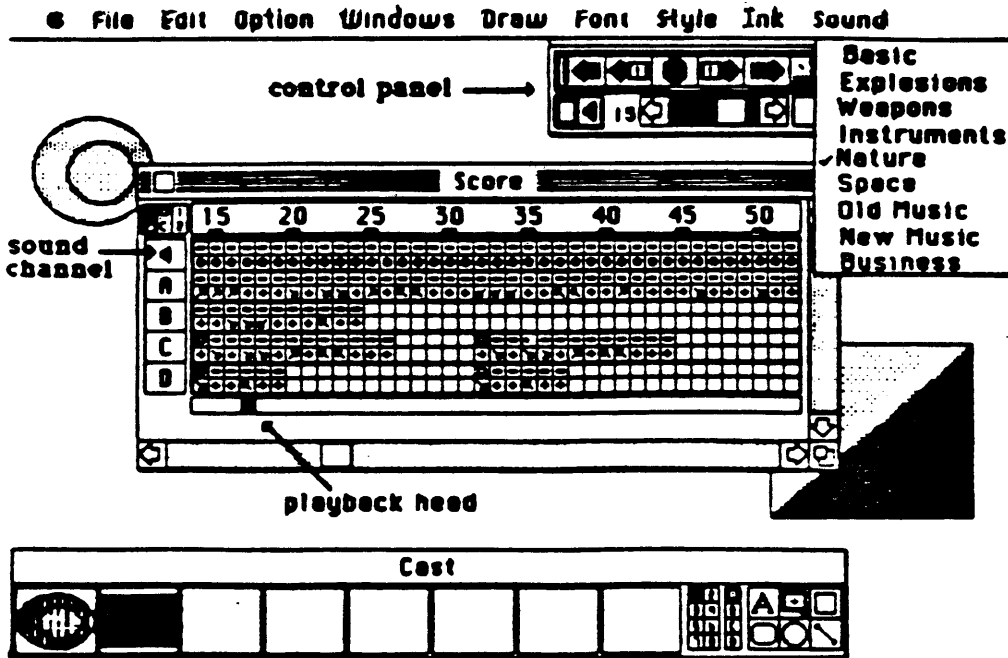 File Edit Option Windows Draw Font Style Ink Sound
Basic
Explosions
Weapons
Instruments
✓Nature
Space
Old Music
New Music
Business
control panel
15
Score
15 20 25 30 35 40 45 50
sound
channel
A
B
C
D
playback head
Cast
A